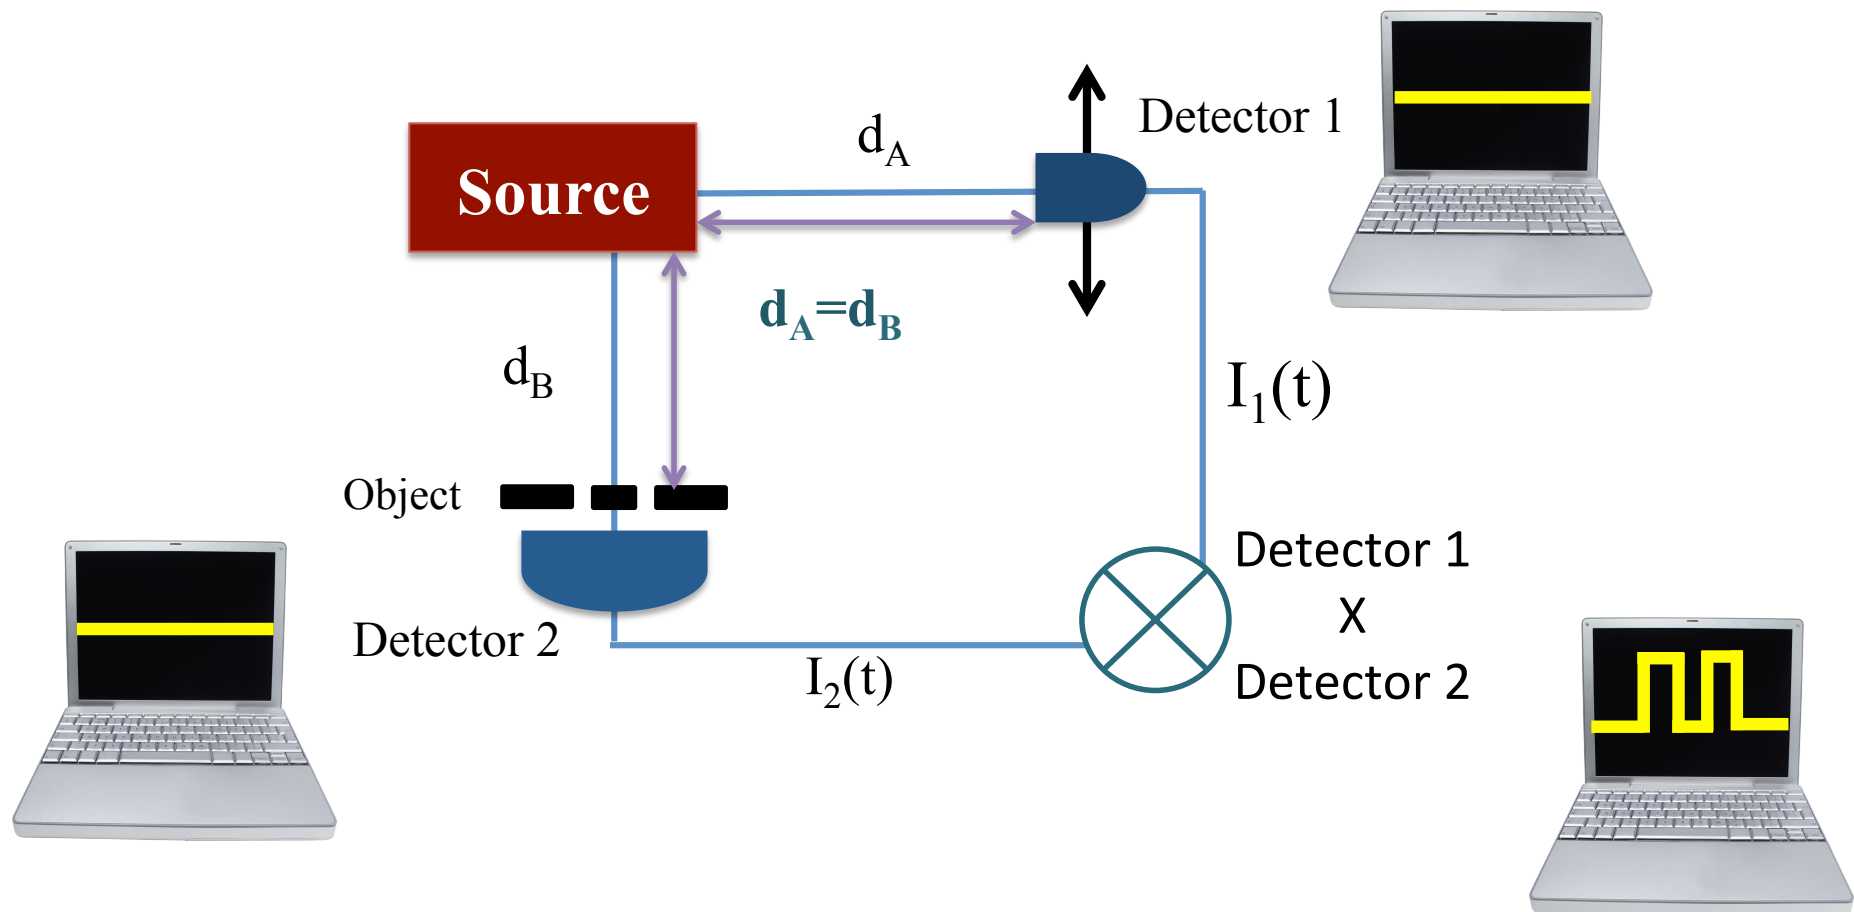 Source
d_A
Detector 1
d_A=d_B
d_B
I_1(t)
Object
Detector 1
X
Detector 2
Detector 2
I_2(t)